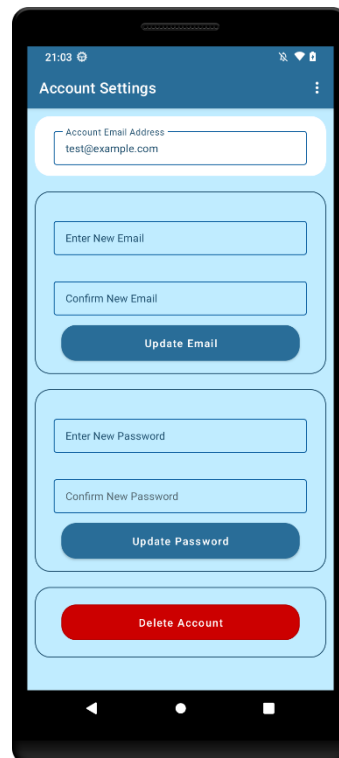 21:03
Account Settings
Account Email Address
test@example.com
Enter New Email
Confirm New Email
Update Email
Enter New Password
Confirm New Password
Update Password
Delete Account